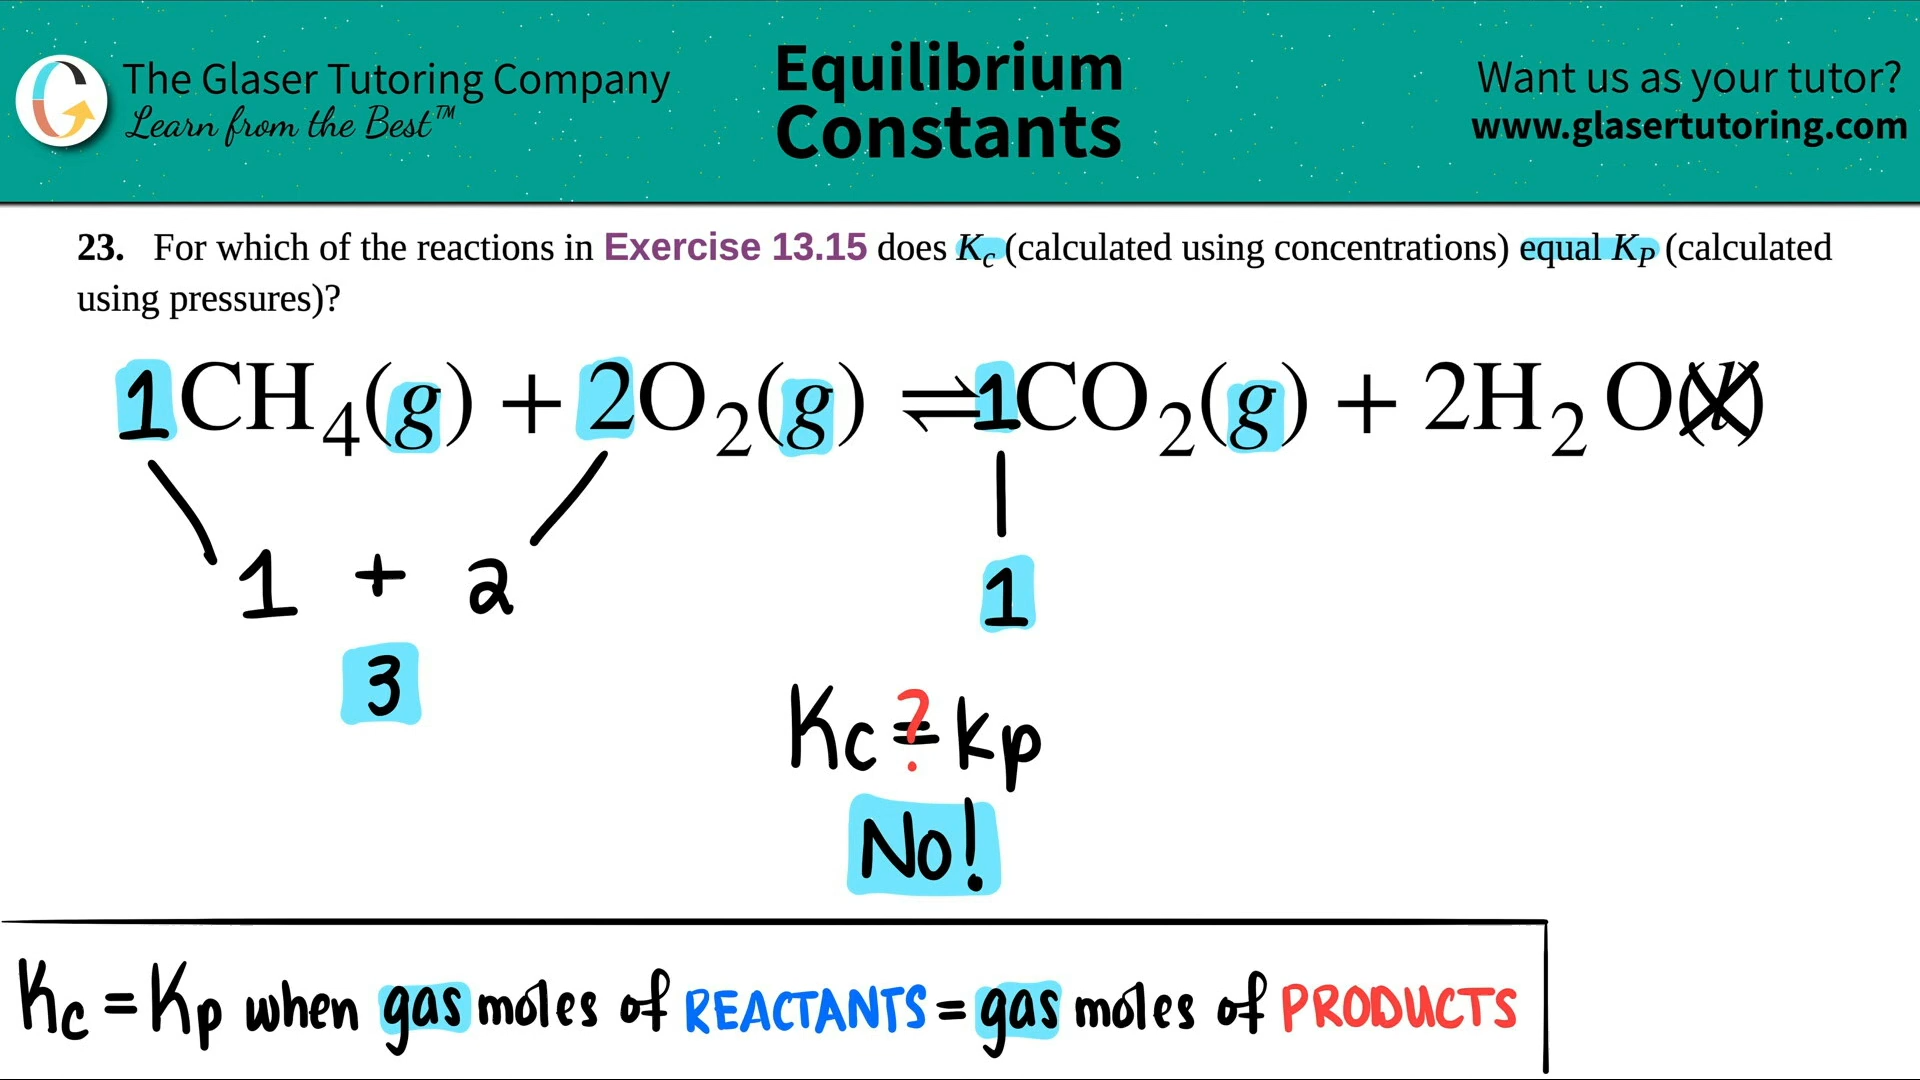 The Glaser Tutoring Company
Learn from the Best™
Equilibrium
Constants
Want us as your tutor?
www.glasertutoring.com
23. For which of the reactions in Exercise 13.15 does Kc (calculated using concentrations) equal KP (calculated
using pressures)?
1CH4(g) + 2O2(g) ⇌ 1CO2(g) + 2H2O(l)
1 + 2
1
3
Kc =? Kp
No!
Kc = Kp when gas moles of REACTANTS = gas moles of PRODUCTS